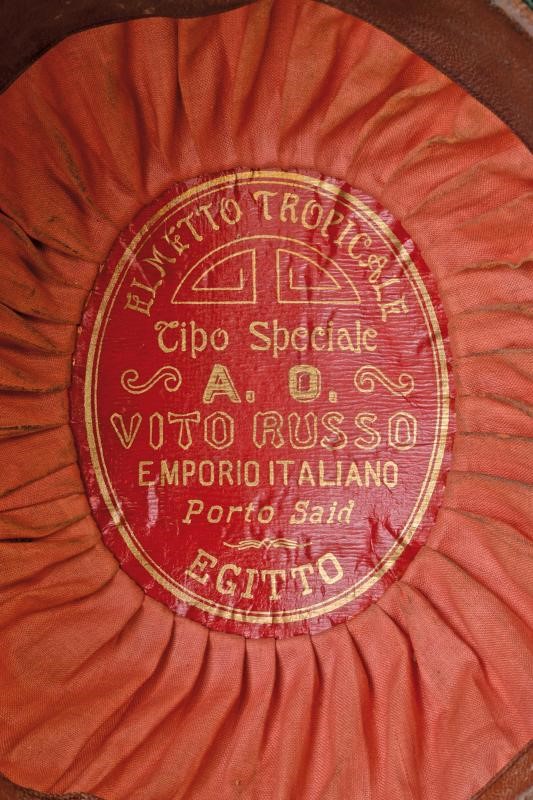 ELMETTO TROPICALE
Tipo Speciale
A. O.
VITO RUSSO
EMPORIO ITALIANO
Porto Said
EGITTO